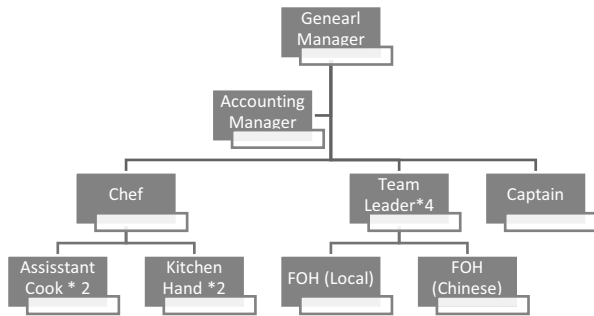 Genearl
Manager
Accounting
Manager
Chef
Team
Leader*4
Captain
Assisstant
Cook * 2
Kitchen
Hand *2
FOH (Local)
FOH
(Chinese)